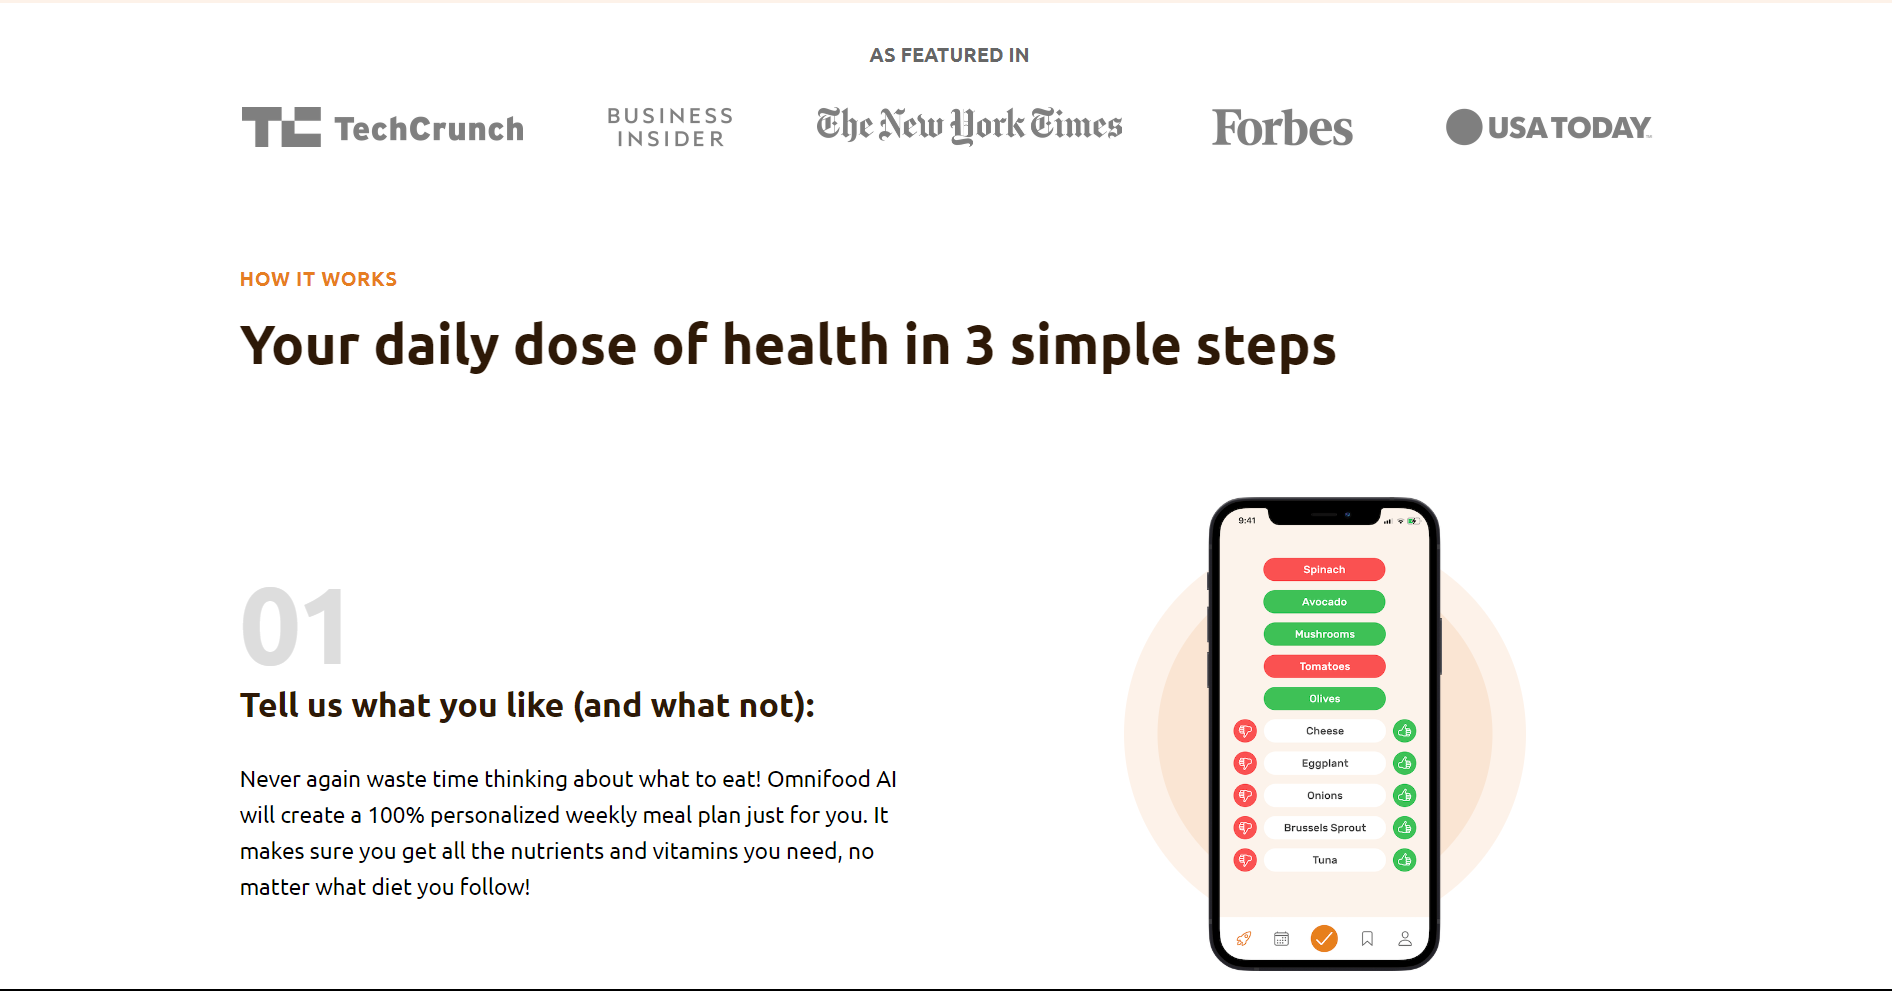 AS FEATURED IN
TC TechCrunch
BUSINESS
INSIDER
The New York Times
Forbes
USA TODAY™
HOW IT WORKS
Your daily dose of health in 3 simple steps
01
Tell us what you like (and what not):
Never again waste time thinking about what to eat! Omnifood AI
will create a 100% personalized weekly meal plan just for you. It
makes sure you get all the nutrients and vitamins you need, no
matter what diet you follow!
9:41
Spinach
Avocado
Mushrooms
Tomatoes
Olives
Cheese
Eggplant
Onions
Brussels Sprout
Tuna